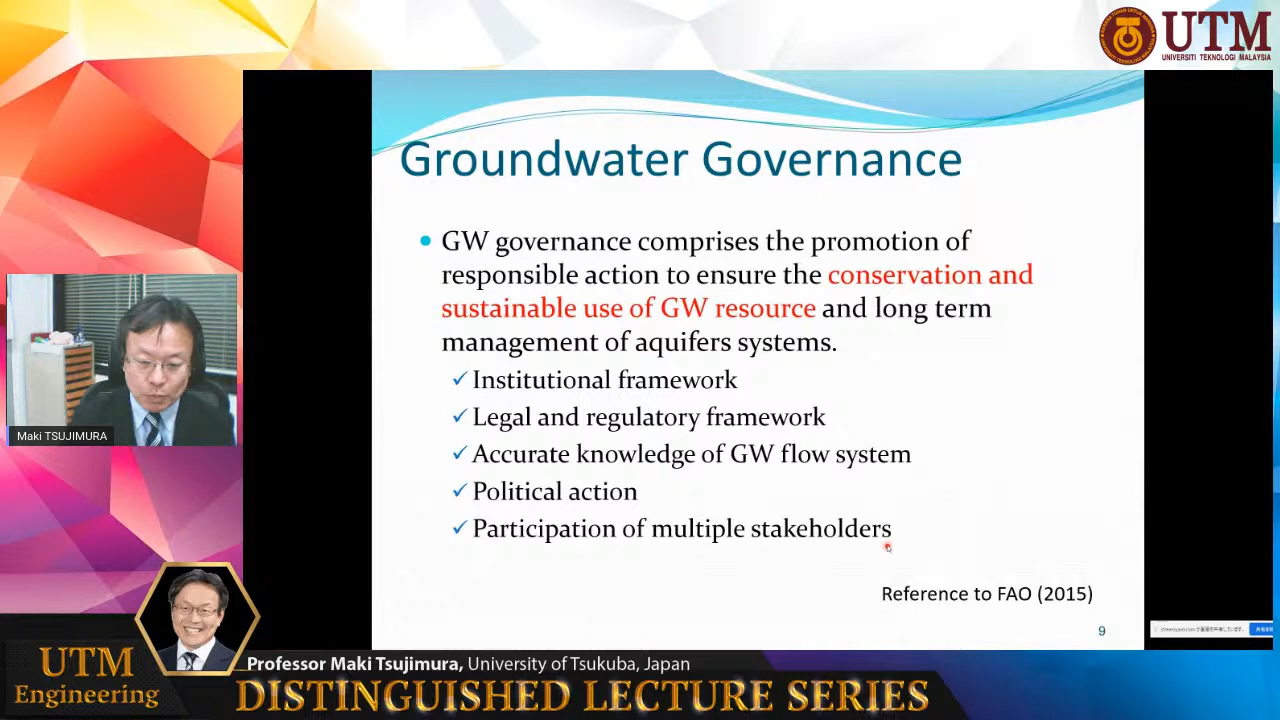 UTM
UNIVERSITI TEKNOLOGI MALAYSIA
Groundwater Governance
GW governance comprises the promotion of
responsible action to ensure the conservation and
sustainable use of GW resource and long term
management of aquifers systems.
Institutional framework
Legal and regulatory framework
Accurate knowledge of GW flow system
Political action
Participation of multiple stakeholders
Reference to FAO (2015)
9
Maki TSUJIMURA
Professor Maki Tsujimura, University of Tsukuba, Japan
UTM
Engineering
DISTINGUISHED LECTURE SERIES